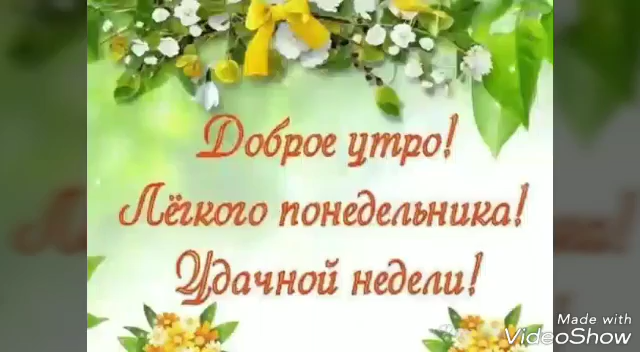 Доброе утро!
Лёгкого понедельника!
Удачной недели!
Made with
VideoShow